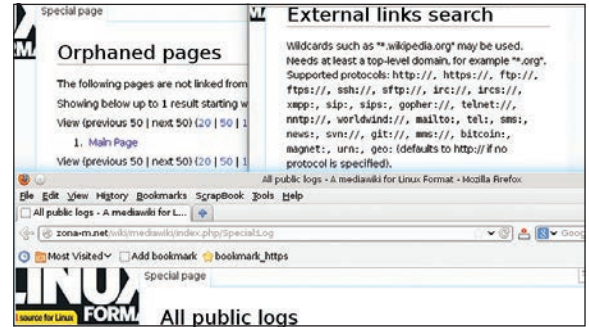 Special page
Orphaned pages
The following pages are not linked from
Showing below up to 1 result starting w
View (previous 50 | next 50) (20 | 50 | 1
1. Main Page
View (previous 50 | next 50) (20 | 50 | 1
External links search
Wildcards such as "*.wikipedia.org" may be used.
Needs at least a top-level domain, for example "*.org".
Supported protocols: http://, https://, ftp://,
ftps://, ssh://, sftp://, irc://, ircs://,
xmpp:, sip:, sips:, gopher://, telnet://,
nntp://, worldwind://, mailto:, tel:, sms:,
news:, svn://, git://, mms://, bitcoin:,
magnet:, urn:, geo: (defaults to http:// if no
protocol is specified).
All public logs - A mediawiki for Linux Format - Mozilla Firefox
File Edit View History Bookmarks ScrapBook Tools Help
All public logs - A mediawiki for L...
zona-m.net/wiki/mediawiki/index.php/Special:Log
Goo
Most Visited Add bookmark bookmark_https
Special page
LINUX
source for Linux FORM
All public logs